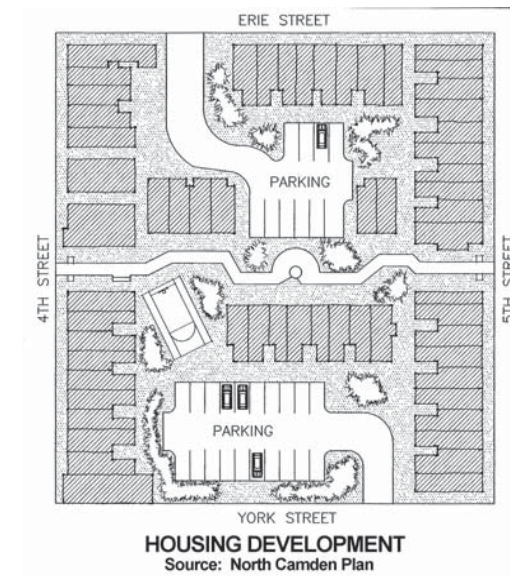 ERIE STREET
PARKING
4TH STREET
5TH STREET
PARKING
YORK STREET
HOUSING DEVELOPMENT
Source: North Camden Plan